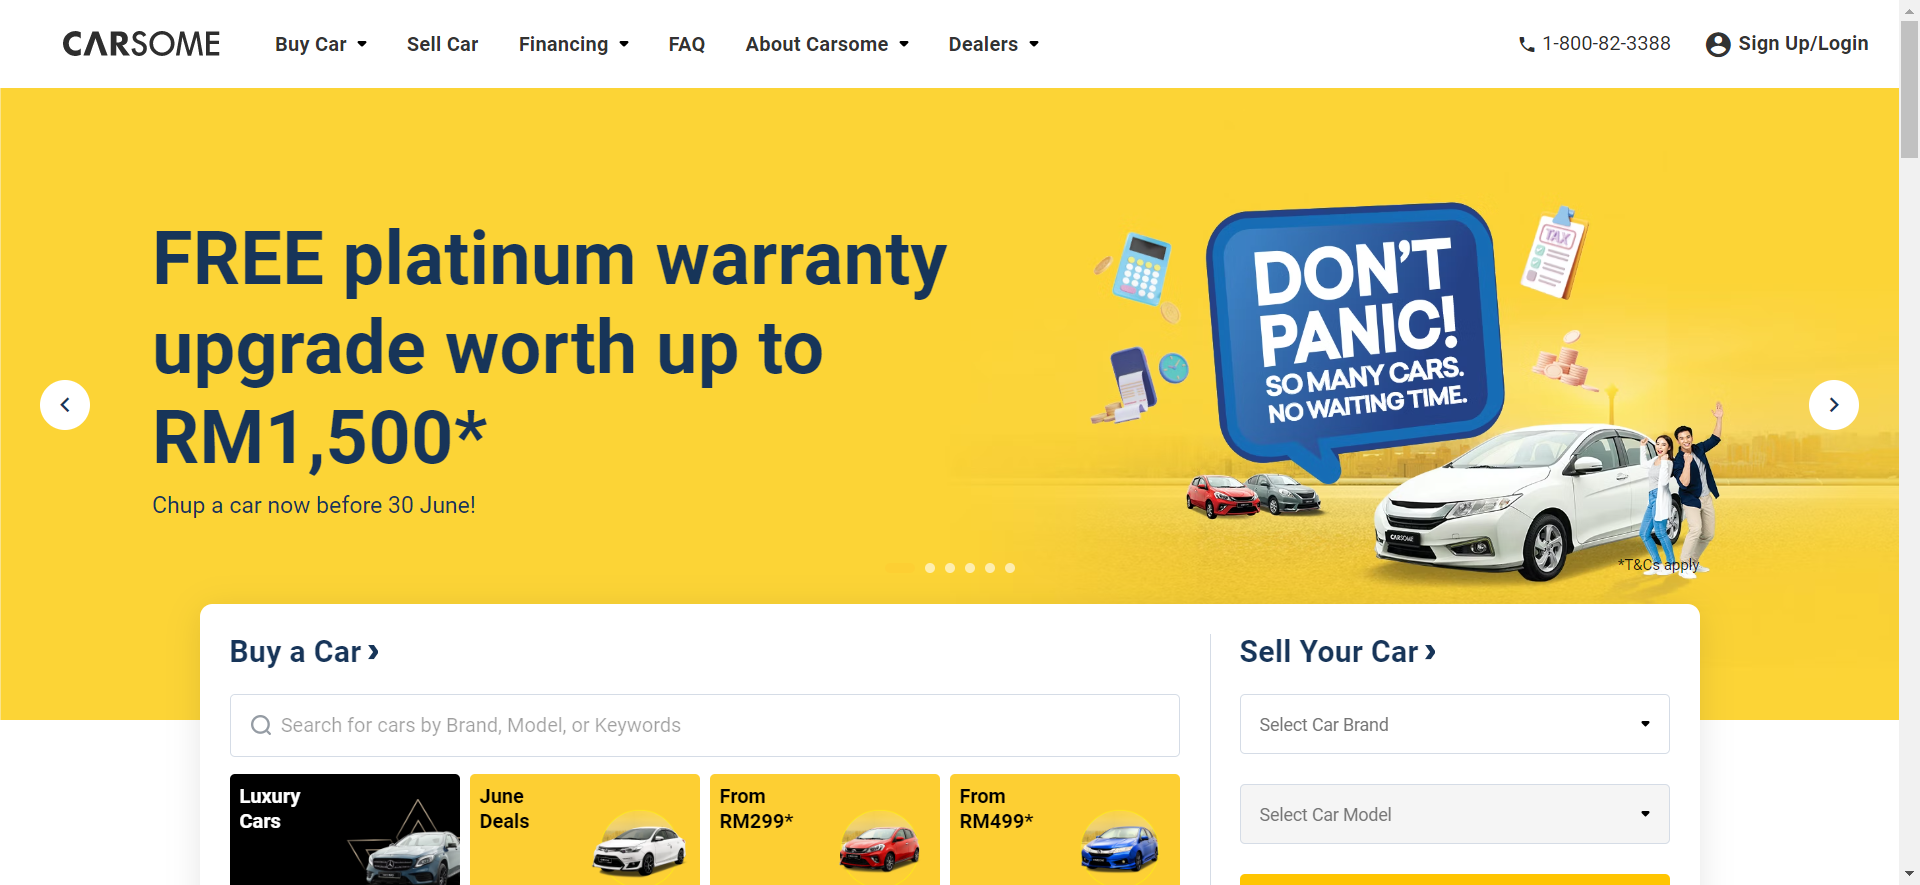 CARSOME
Buy Car
Sell Car
Financing
FAQ
About Carsome
Dealers
1-800-82-3388
Sign Up/Login
FREE platinum warranty
upgrade worth up to
RM1,500*
Chup a car now before 30 June!
DON'T
PANIC!
SO MANY CARS.
NO WAITING TIME.
TAX
CARSOME
*T&Cs apply
Buy a Car ›
Search for cars by Brand, Model, or Keywords
Luxury
Cars
June
Deals
From
RM299*
From
RM499*
Sell Your Car ›
Select Car Brand
Select Car Model